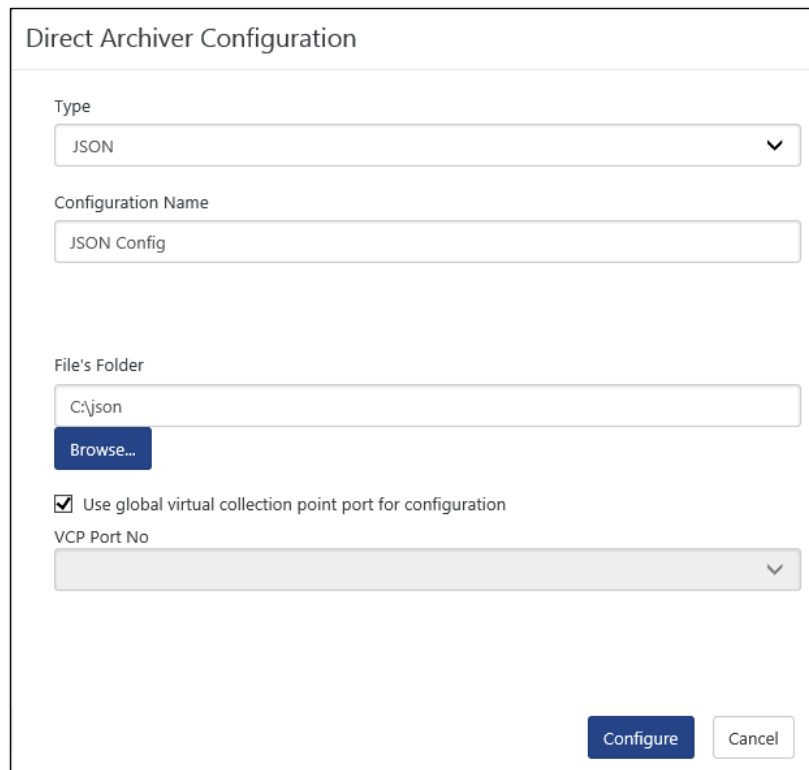 Direct Archiver Configuration
Type
JSON
Configuration Name
JSON Config
File's Folder
C:\json
Browse...
Use global virtual collection point port for configuration
VCP Port No
Configure Cancel